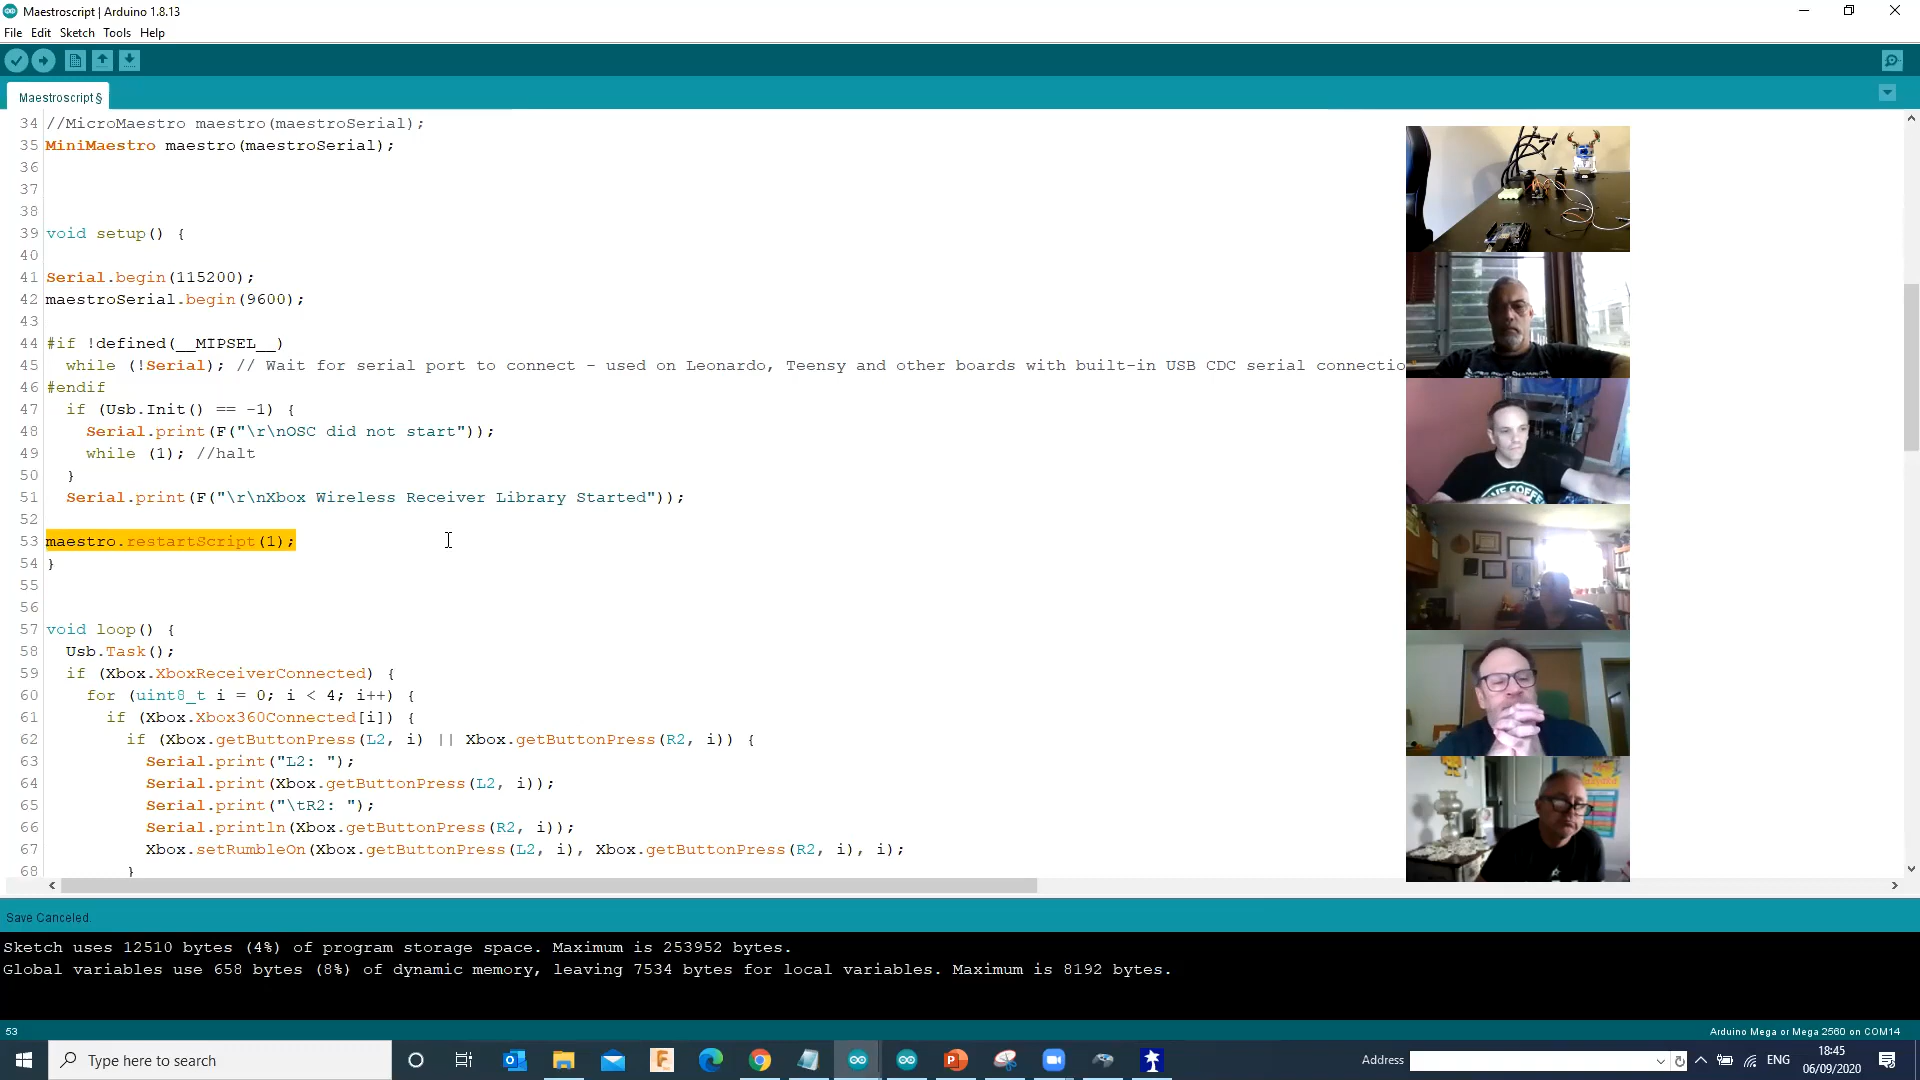 Maestroscript | Arduino 1.8.13
File Edit Sketch Tools Help
Maestroscript §
34 //MicroMaestro maestro(maestroSerial);
35 MiniMaestro maestro(maestroSerial);
36
37
38
39 void setup() {
40
41 Serial.begin(115200);
42 maestroSerial.begin(9600);
43
44 #if !defined(__MIPSEL__)
45 while (!Serial); // Wait for serial port to connect - used on Leonardo, Teensy and other boards with built-in USB CDC serial connectio
46 #endif
47 if (Usb.Init() == -1) {
48 Serial.print(F("\r\nOSC did not start"));
49 while (1); //halt
50 }
51 Serial.print(F("\r\nXbox Wireless Receiver Library Started"));
52
53 maestro.restartScript(1);
54 }
55
56
57 void loop() {
58 Usb.Task();
59 if (Xbox.XboxReceiverConnected) {
60 for (uint8_t i = 0; i < 4; i++) {
61 if (Xbox.Xbox360Connected[i]) {
62 if (Xbox.getButtonPress(L2, i) || Xbox.getButtonPress(R2, i)) {
63 Serial.print("L2: ");
64 Serial.print(Xbox.getButtonPress(L2, i));
65 Serial.print("\tR2: ");
66 Serial.println(Xbox.getButtonPress(R2, i));
67 Xbox.setRumbleOn(Xbox.getButtonPress(L2, i), Xbox.getButtonPress(R2, i), i);
68 }
Save Canceled.
Sketch uses 12510 bytes (4%) of program storage space. Maximum is 253952 bytes.
Global variables use 658 bytes (8%) of dynamic memory, leaving 7534 bytes for local variables. Maximum is 8192 bytes.
53
Arduino Mega or Mega 2560 on COM14
Type here to search
Address
ENG
18:45
06/09/2020